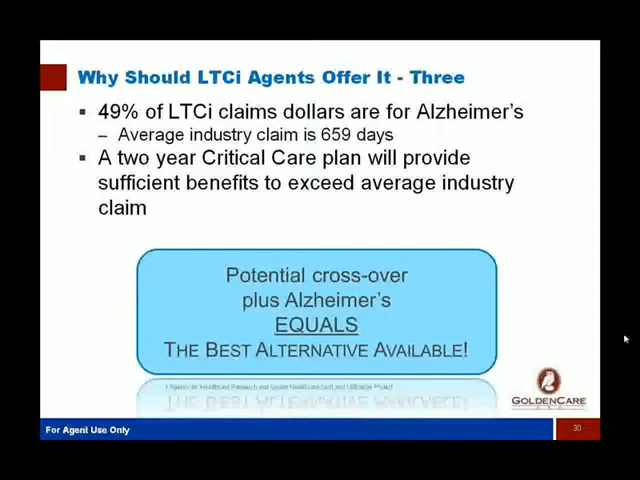 Why Should LTCi Agents Offer It - Three
▪ 49% of LTCi claims dollars are for Alzheimer's
– Average industry claim is 659 days
▪ A two year Critical Care plan will provide
sufficient benefits to exceed average industry
claim
Potential cross-over
plus Alzheimer's
EQUALS
THE BEST ALTERNATIVE AVAILABLE!
GOLDENCARE
For Agent Use Only
30